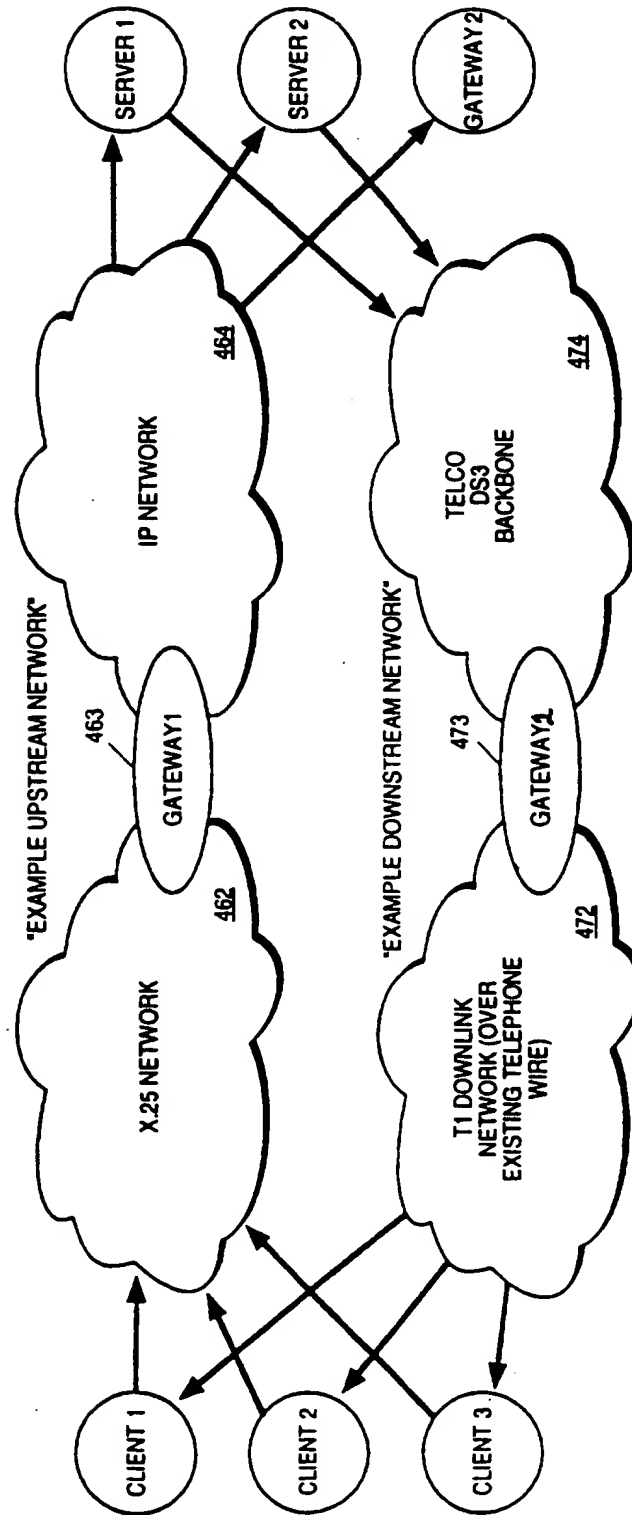 "EXAMPLE UPSTREAM NETWORK"
CLIENT 1
CLIENT 2
CLIENT 3
X.25 NETWORK
462
463
GATEWAY1
IP NETWORK
464
SERVER 1
SERVER 2
GATEWAY 2
"EXAMPLE DOWNSTREAM NETWORK"
T1 DOWNLINK
NETWORK (OVER
EXISTING TELEPHONE
WIRE)
472
473
GATEWAY2
TELCO
DS3
BACKBONE
474